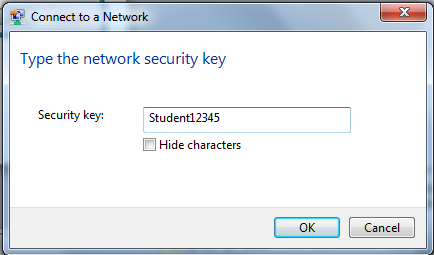 Connect to a Network
Type the network security key
Security key: Student12345
Hide characters
OK Cancel